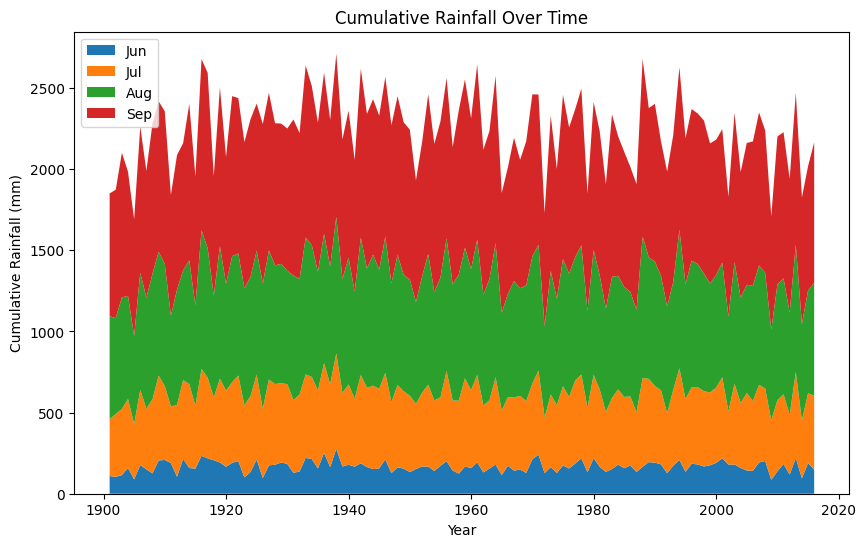 Cumulative Rainfall Over Time
Jun
Jul
Aug
Sep
Cumulative Rainfall (mm)
2500
2000
1500
1000
500
0
1900 1920 1940 1960 1980 2000 2020
Year